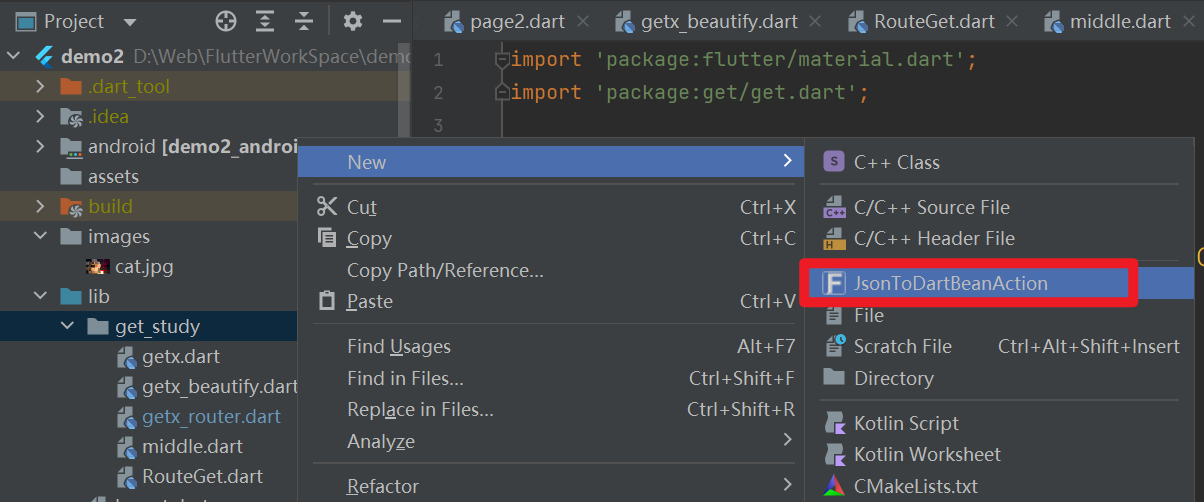 Project
page2.dart
getx_beautify.dart
RouteGet.dart
middle.dart
demo2 D:\Web\FlutterWorkSpace\demo
.dart_tool
.idea
android [demo2_androi
assets
build
images
cat.jpg
lib
get_study
getx.dart
getx_beautify.dart
getx_router.dart
middle.dart
RouteGet.dart
1 import 'package:flutter/material.dart';
2 import 'package:get/get.dart';
3
New
Cut Ctrl+X
Copy Ctrl+C
Copy Path/Reference...
Paste Ctrl+V
Find Usages Alt+F7
Find in Files... Ctrl+Shift+F
Replace in Files... Ctrl+Shift+R
Analyze
Refactor
S C++ Class
C++ C/C++ Source File
H C/C++ Header File
JsonToDartBeanAction
File
Scratch File Ctrl+Alt+Shift+Insert
Directory
Kotlin Script
Kotlin Worksheet
CMakeLists.txt